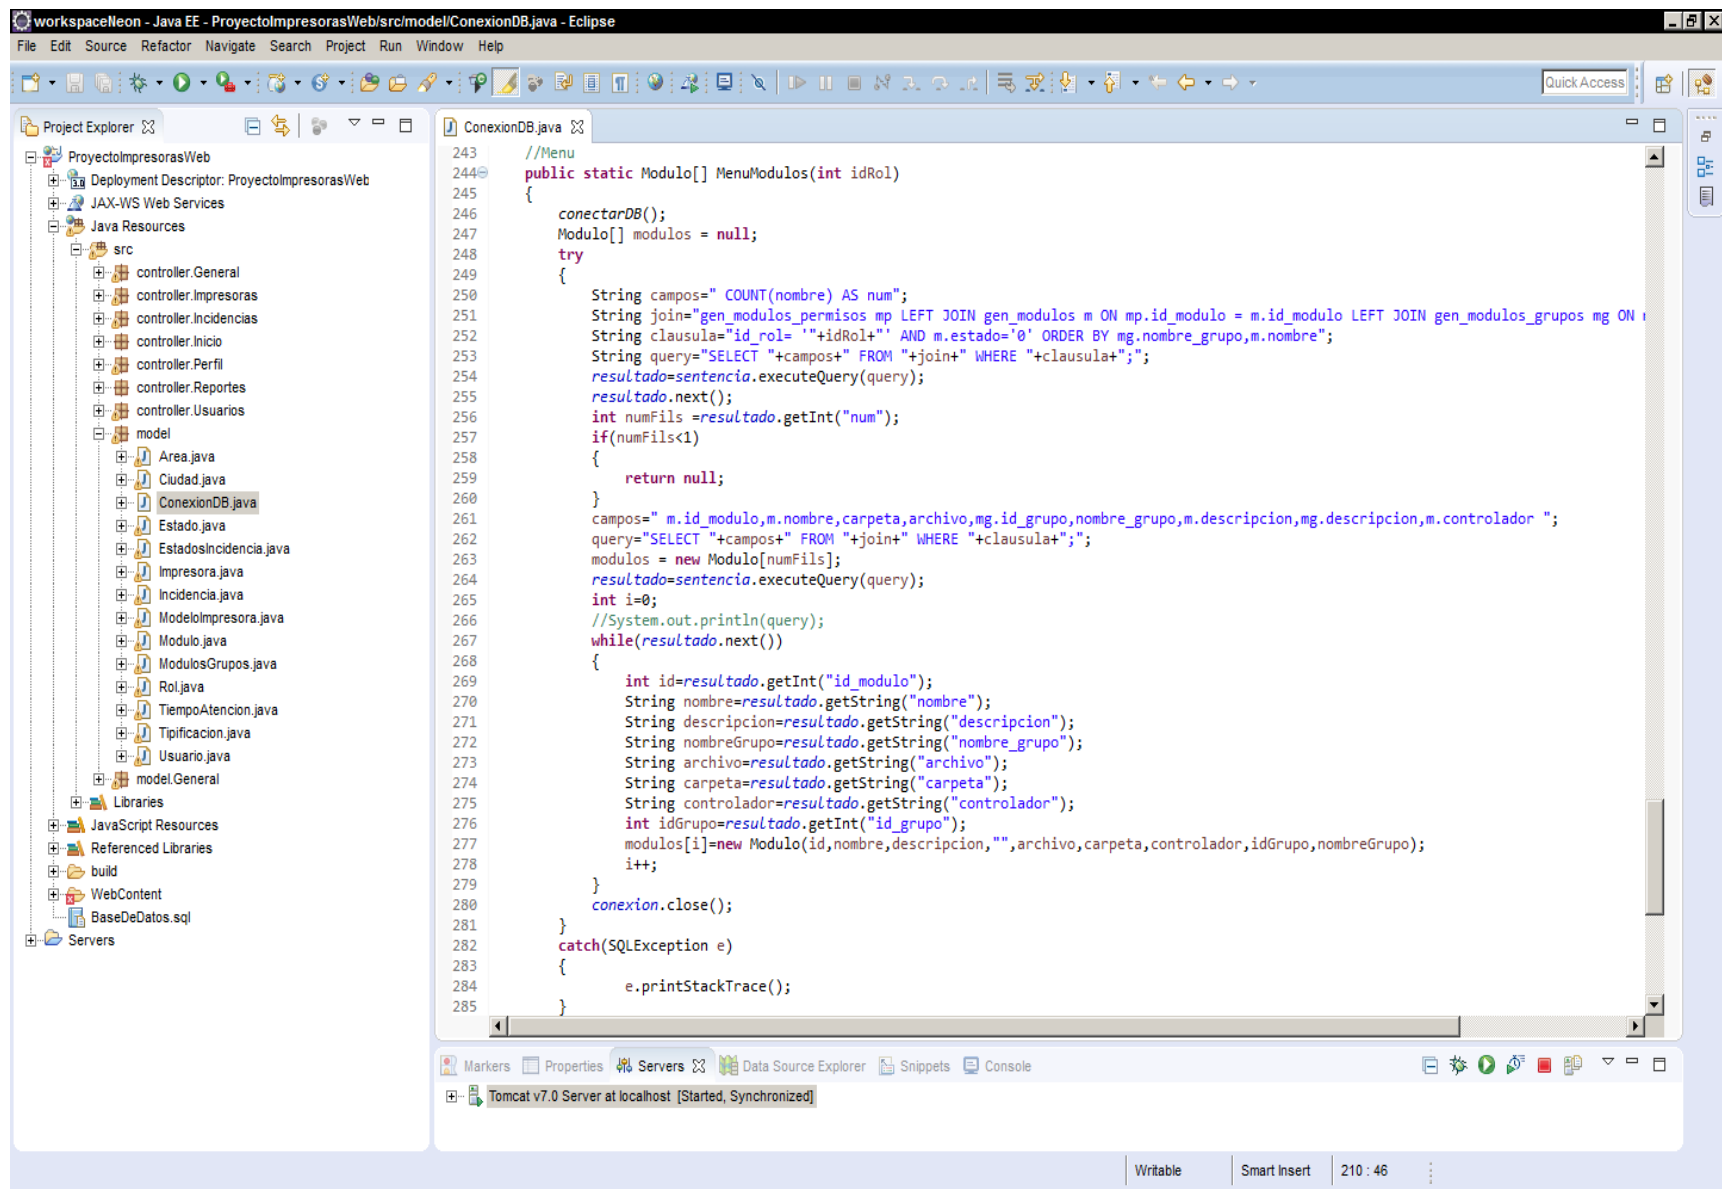 workspaceNeon - Java EE - ProyectoImpresorasWeb/src/model/ConexionDB.java - Eclipse
File Edit Source Refactor Navigate Search Project Run Window Help
Quick Access
Project Explorer
ProyectoImpresorasWeb
Deployment Descriptor: ProyectoImpresorasWeb
JAX-WS Web Services
Java Resources
src
controller.General
controller.Impresoras
controller.Incidencias
controller.Inicio
controller.Perfil
controller.Reportes
controller.Usuarios
model
Area.java
Ciudad.java
ConexionDB.java
Estado.java
EstadosIncidencia.java
Impresora.java
Incidencia.java
ModeloImpresora.java
Modulo.java
ModulosGrupos.java
Rol.java
TiempoAtencion.java
Tipificacion.java
Usuario.java
model.General
Libraries
JavaScript Resources
Referenced Libraries
build
WebContent
BaseDeDatos.sql
Servers
ConexionDB.java
243 //Menu
244 public static Modulo[] MenuModulos(int idRol)
245 {
246 conectarDB();
247 Modulo[] modulos = null;
248 try
249 {
250 String campos=" COUNT(nombre) AS num";
251 String join="gen_modulos_permisos mp LEFT JOIN gen_modulos m ON mp.id_modulo = m.id_modulo LEFT JOIN gen_modulos_grupos mg ON
252 String clausula="id_rol= '"+idRol+"' AND m.estado='0' ORDER BY mg.nombre_grupo,m.nombre";
253 String query="SELECT "+campos+" FROM "+join+" WHERE "+clausula+";";
254 resultado=sentencia.executeQuery(query);
255 resultado.next();
256 int numFils =resultado.getInt("num");
257 if(numFils<1)
258 {
259 return null;
260 }
261 campos=" m.id_modulo,m.nombre,carpeta,archivo,mg.id_grupo,nombre_grupo,m.descripcion,mg.descripcion,m.controlador ";
262 query="SELECT "+campos+" FROM "+join+" WHERE "+clausula+";";
263 modulos = new Modulo[numFils];
264 resultado=sentencia.executeQuery(query);
265 int i=0;
266 //System.out.println(query);
267 while(resultado.next())
268 {
269 int id=resultado.getInt("id_modulo");
270 String nombre=resultado.getString("nombre");
271 String descripcion=resultado.getString("descripcion");
272 String nombreGrupo=resultado.getString("nombre_grupo");
273 String archivo=resultado.getString("archivo");
274 String carpeta=resultado.getString("carpeta");
275 String controlador=resultado.getString("controlador");
276 int idGrupo=resultado.getInt("id_grupo");
277 modulos[i]=new Modulo(id,nombre,descripcion,"",archivo,carpeta,controlador,idGrupo,nombreGrupo);
278 i++;
279 }
280 conexion.close();
281 }
282 catch(SQLException e)
283 {
284 e.printStackTrace();
285 }
Markers Properties Servers Data Source Explorer Snippets Console
Tomcat v7.0 Server at localhost [Started, Synchronized]
Writable Smart Insert 210 : 46